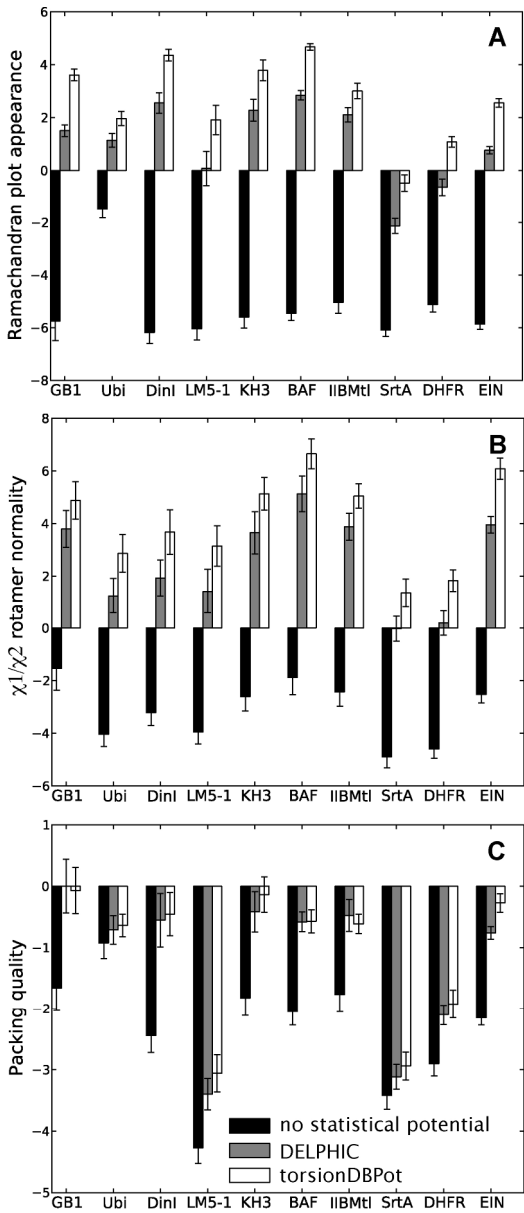 A
Ramachandran plot appearance
6
4
2
0
−2
−4
−6
−8
GB1 Ubi DinI LM5-1 KH3 BAF IIBMtl SrtA DHFR EIN
B
χ1/χ2 rotamer normality
8
6
4
2
0
−2
−4
−6
GB1 Ubi DinI LM5-1 KH3 BAF IIBMtl SrtA DHFR EIN
C
Packing quality
1
0
−1
−2
−3
−4
−5
no statistical potential
DELPHIC
torsionDBPot
GB1 Ubi DinI LM5-1 KH3 BAF IIBMtl SrtA DHFR EIN